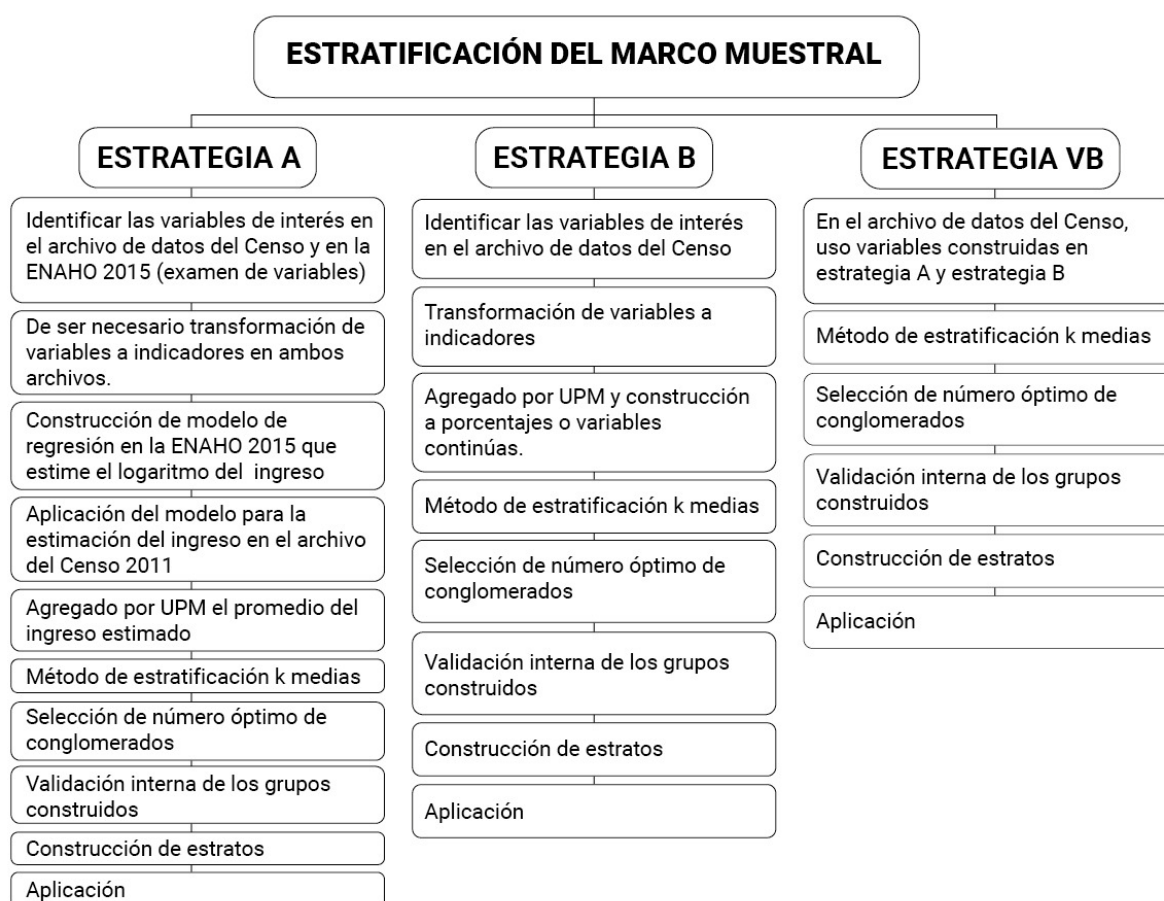 ESTRATIFICACIÓN DEL MARCO MUESTRAL
ESTRATEGIA A
Identificar las variables de interés en
el archivo de datos del Censo y en la
ENAHO 2015 (examen de variables)
De ser necesario transformación de
variables a indicadores en ambos
archivos.
Construcción de modelo de
regresión en la ENAHO 2015 que
estime el logaritmo del ingreso
Aplicación del modelo para la
estimación del ingreso en el archivo
del Censo 2011
Agregado por UPM el promedio del
ingreso estimado
Método de estratificación k medias
Selección de número óptimo de
conglomerados
Validación interna de los grupos
construidos
Construcción de estratos
Aplicación
ESTRATEGIA B
Identificar las variables de interés
en el archivo de datos del Censo
Transformación de variables a
indicadores
Agregado por UPM y construcción
a porcentajes o variables
continúas.
Método de estratificación k medias
Selección de número óptimo de
conglomerados
Validación interna de los grupos
construidos
Construcción de estratos
Aplicación
ESTRATEGIA VB
En el archivo de datos del Censo,
uso variables construidas en
estrategia A y estrategia B
Método de estratificación k medias
Selección de número óptimo de
conglomerados
Validación interna de los grupos
construidos
Construcción de estratos
Aplicación